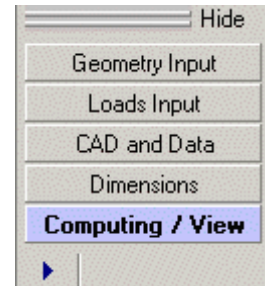 Hide
Geometry Input
Loads Input
CAD and Data
Dimensions
Computing / View